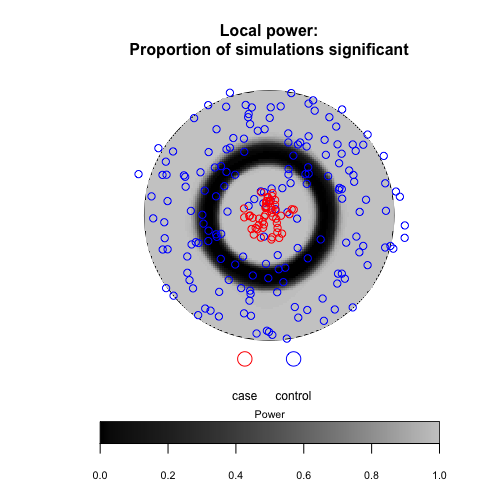 Local power:
Proportion of simulations significant
case control
Power
0.0 0.2 0.4 0.6 0.8 1.0